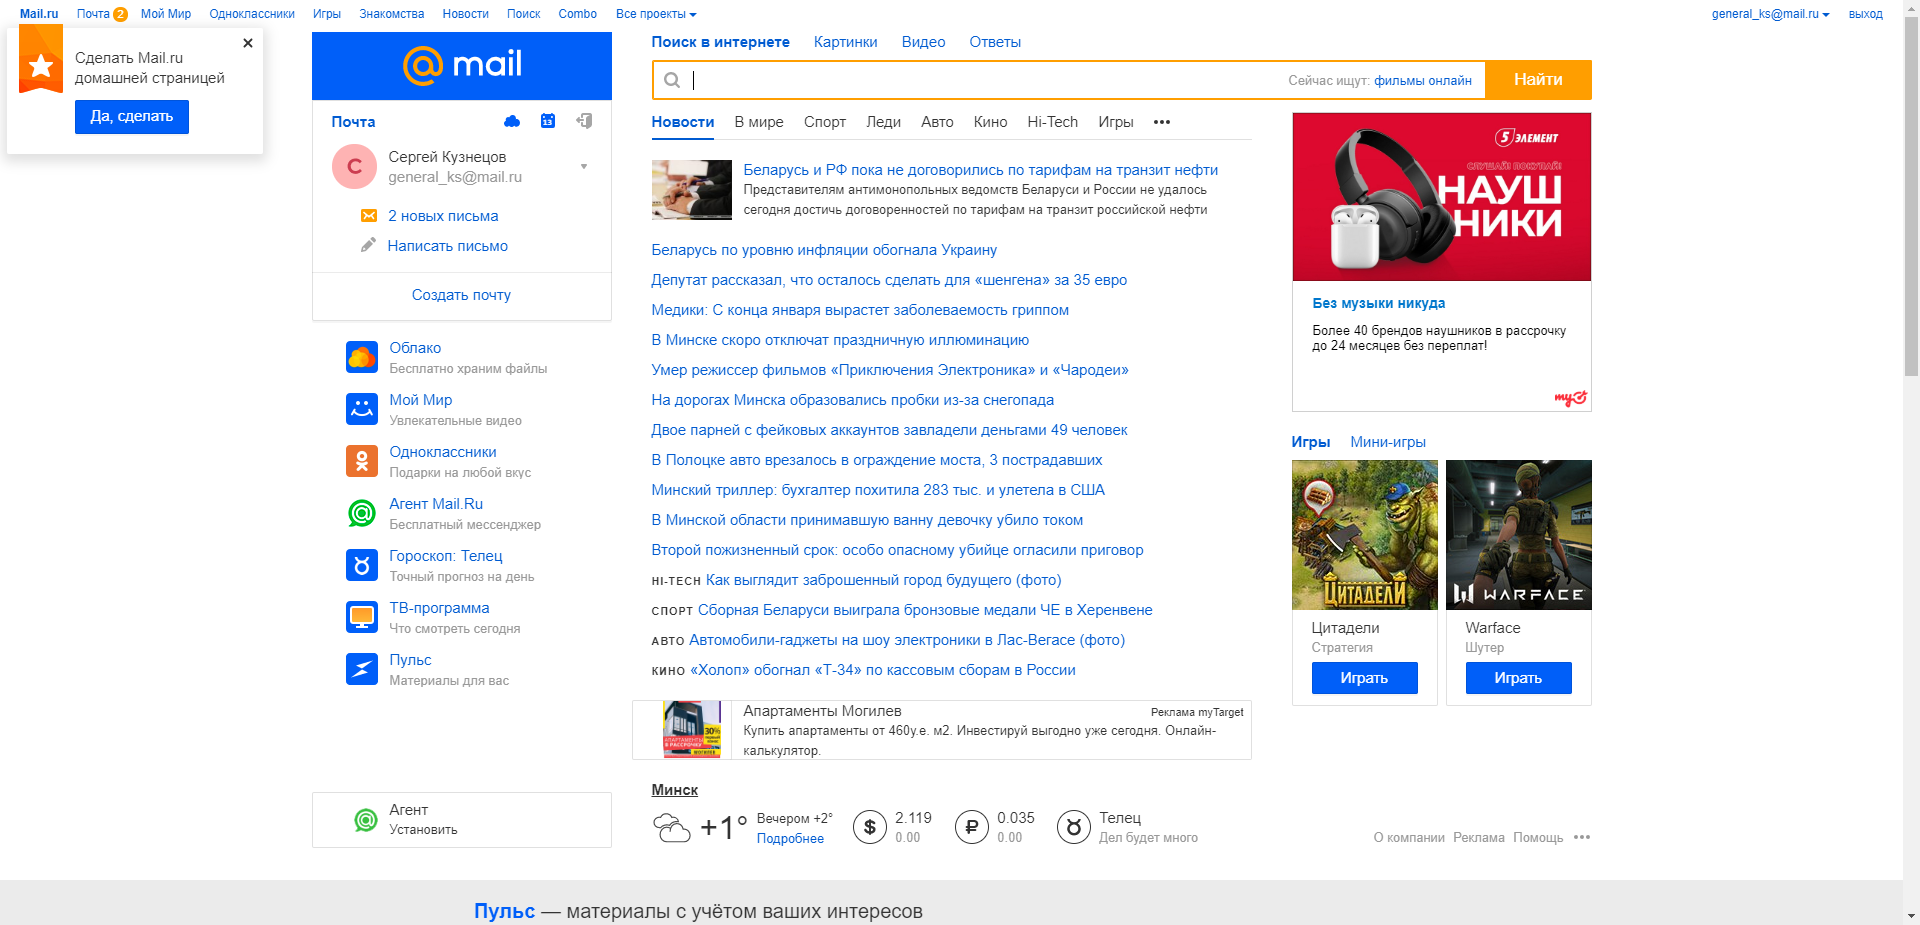 Mail.ru Почта 2 Мой Мир Одноклассники Игры Знакомства Новости Поиск Combo Все проекты general_ks@mail.ru выход
Сделать Mail.ru
домашней страницей
Да, сделать
mail
Почта
13
С
Сергей Кузнецов
general_ks@mail.ru
2 новых письма
Написать письмо
Создать почту
Облако
Бесплатно храним файлы
Мой Мир
Увлекательные видео
Одноклассники
Подарки на любой вкус
Агент Mail.Ru
Бесплатный мессенджер
Гороскоп: Телец
Точный прогноз на день
ТВ-программа
Что смотреть сегодня
Пульс
Материалы для вас
Агент
Установить
Поиск в интернете Картинки Видео Ответы
Сейчас ищут: фильмы онлайн Найти
Новости В мире Спорт Леди Авто Кино Hi-Tech Игры •••
Беларусь и РФ пока не договорились по тарифам на транзит нефти
Представителям антимонопольных ведомств Беларуси и России не удалось
сегодня достичь договоренностей по тарифам на транзит российской нефти
Беларусь по уровню инфляции обогнала Украину
Депутат рассказал, что осталось сделать для «шенгена» за 35 евро
Медики: С конца января вырастет заболеваемость гриппом
В Минске скоро отключат праздничную иллюминацию
Умер режиссер фильмов «Приключения Электроника» и «Чародеи»
На дорогах Минска образовались пробки из-за снегопада
Двое парней с фейковых аккаунтов завладели деньгами 49 человек
В Полоцке авто врезалось в ограждение моста, 3 пострадавших
Минский триллер: бухгалтер похитила 283 тыс. и улетела в США
В Минской области принимавшую ванну девочку убило током
Второй пожизненный срок: особо опасному убийце огласили приговор
HI-TECH Как выглядит заброшенный город будущего (фото)
СПОРТ Сборная Беларуси выиграла бронзовые медали ЧЕ в Херенвене
АВТО Автомобили-гаджеты на шоу электроники в Лас-Вегасе (фото)
КИНО «Холоп» обогнал «Т-34» по кассовым сборам в России
АПАРТАМЕНТЫ
В РАССРОЧКУ
30%
МОГИЛЕВ
Апартаменты Могилев
Реклама myTarget
Купить апартаменты от 460у.е. м2. Инвестируй выгодно уже сегодня. Онлайн-
калькулятор.
Минск
+1° Вечером +2°
Подробнее
$ 2.119
0.00
₽ 0.035
0.00
Телец
Дел будет много
5 ЭЛЕМЕНТ
СЛУШАЙ! ПОКУПАЙ!
НАУШ
НИКИ
Без музыки никуда
Более 40 брендов наушников в рассрочку
до 24 месяцев без переплат!
my
Игры Мини-игры
ЦИТАДЕЛИ
WARFACE
Цитадели
Стратегия
Играть
Warface
Шутер
Играть
О компании Реклама Помощь •••
Пульс — материалы с учётом ваших интересов